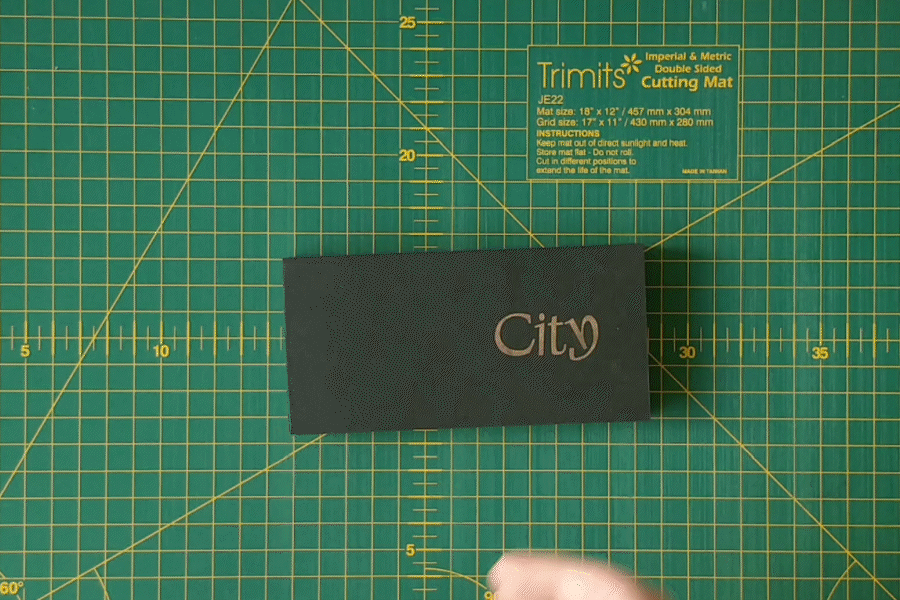 25
Trimits
Imperial & Metric
Double Sided
Cutting Mat
JE22
Mat size: 18" x 12" / 457 mm x 304 mm
Grid size: 17" x 11" / 430 mm x 280 mm
INSTRUCTIONS
Keep mat out of direct sunlight and heat.
Store mat flat - Do not roll.
Cut in different positions to
extend the life of the mat.
MADE IN TAIWAN
20
City
5
10
30
35
5
60°